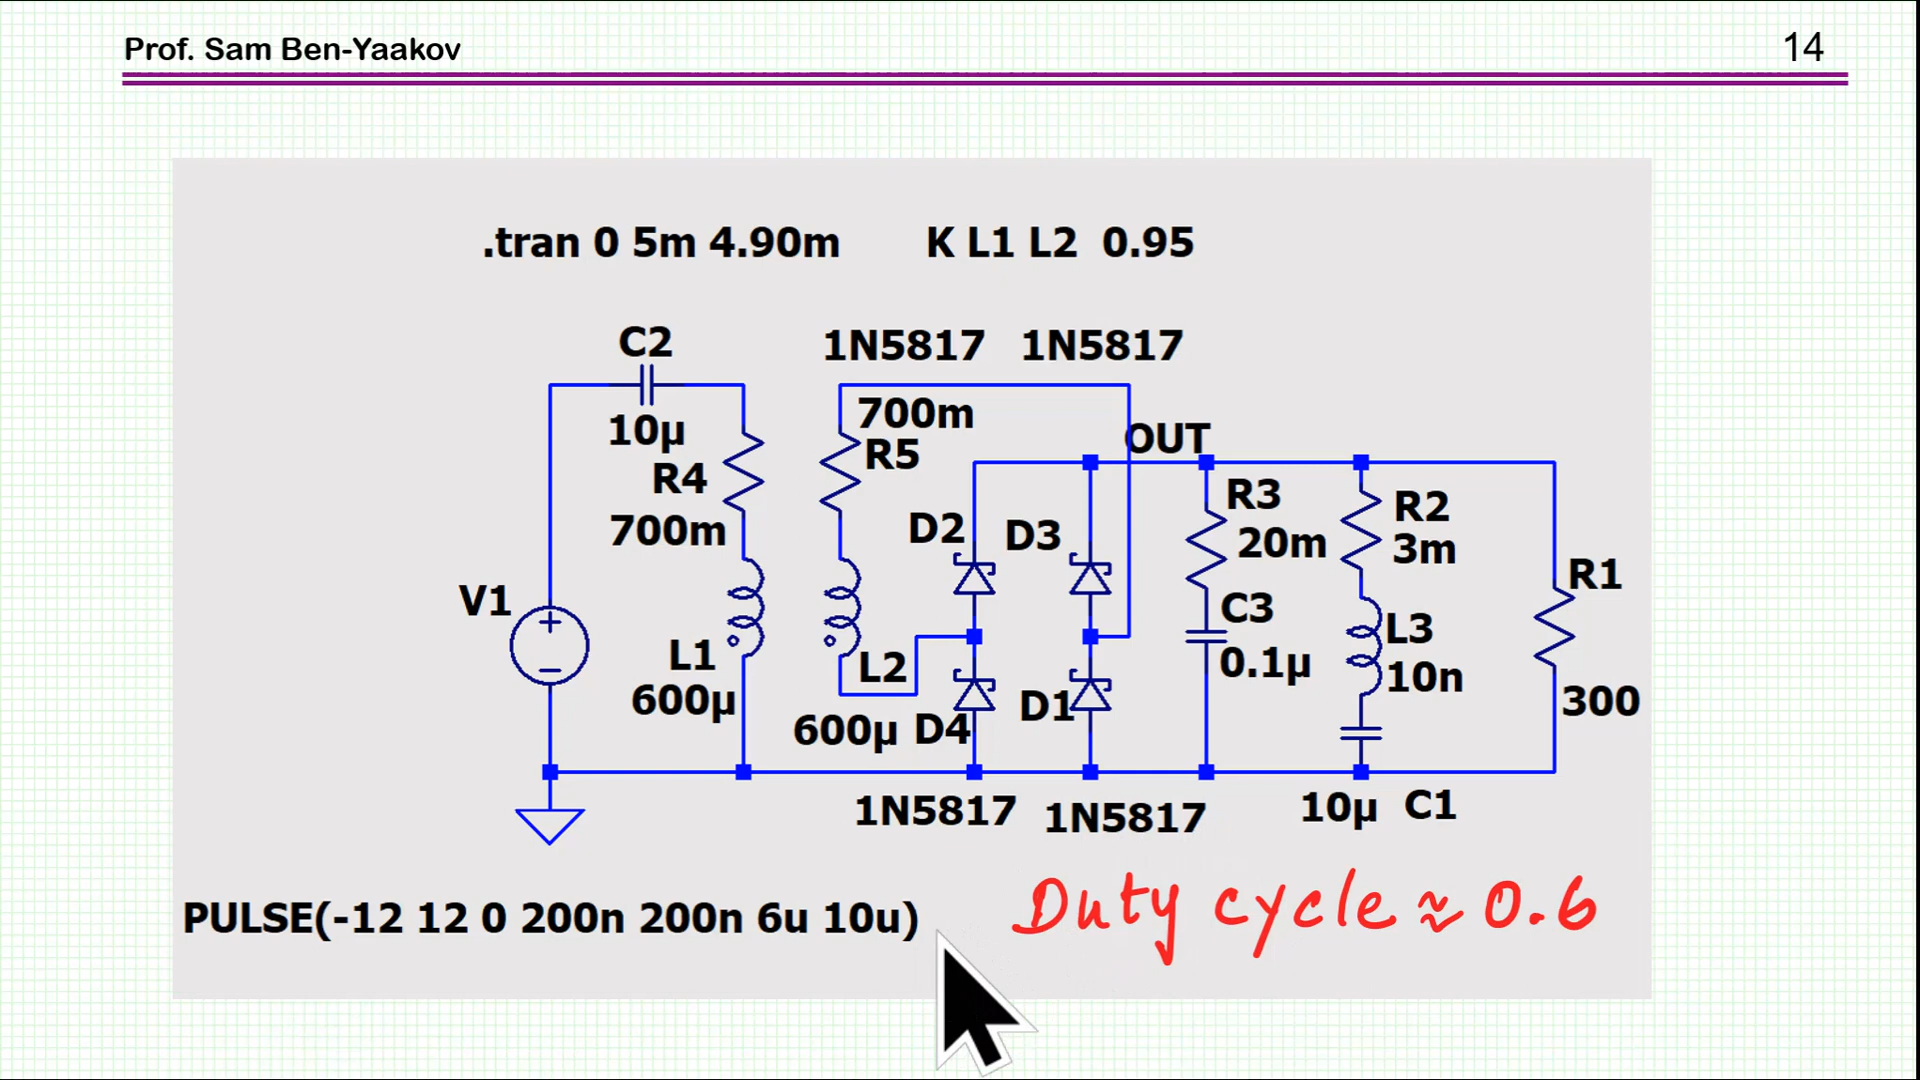 Prof. Sam Ben-Yaakov
14
.tran 0 5m 4.90m
K L1 L2 0.95
C2
10µ
R4
700m
V1
+
−
L1
600µ
1N5817
1N5817
700m
R5
L2
600µ
OUT
D2
D3
D4
D1
1N5817
1N5817
R3
20m
C3
0.1µ
R2
3m
L3
10n
10µ
C1
R1
300
PULSE(-12 12 0 200n 200n 6u 10u)
Duty cycle ≈ 0.6